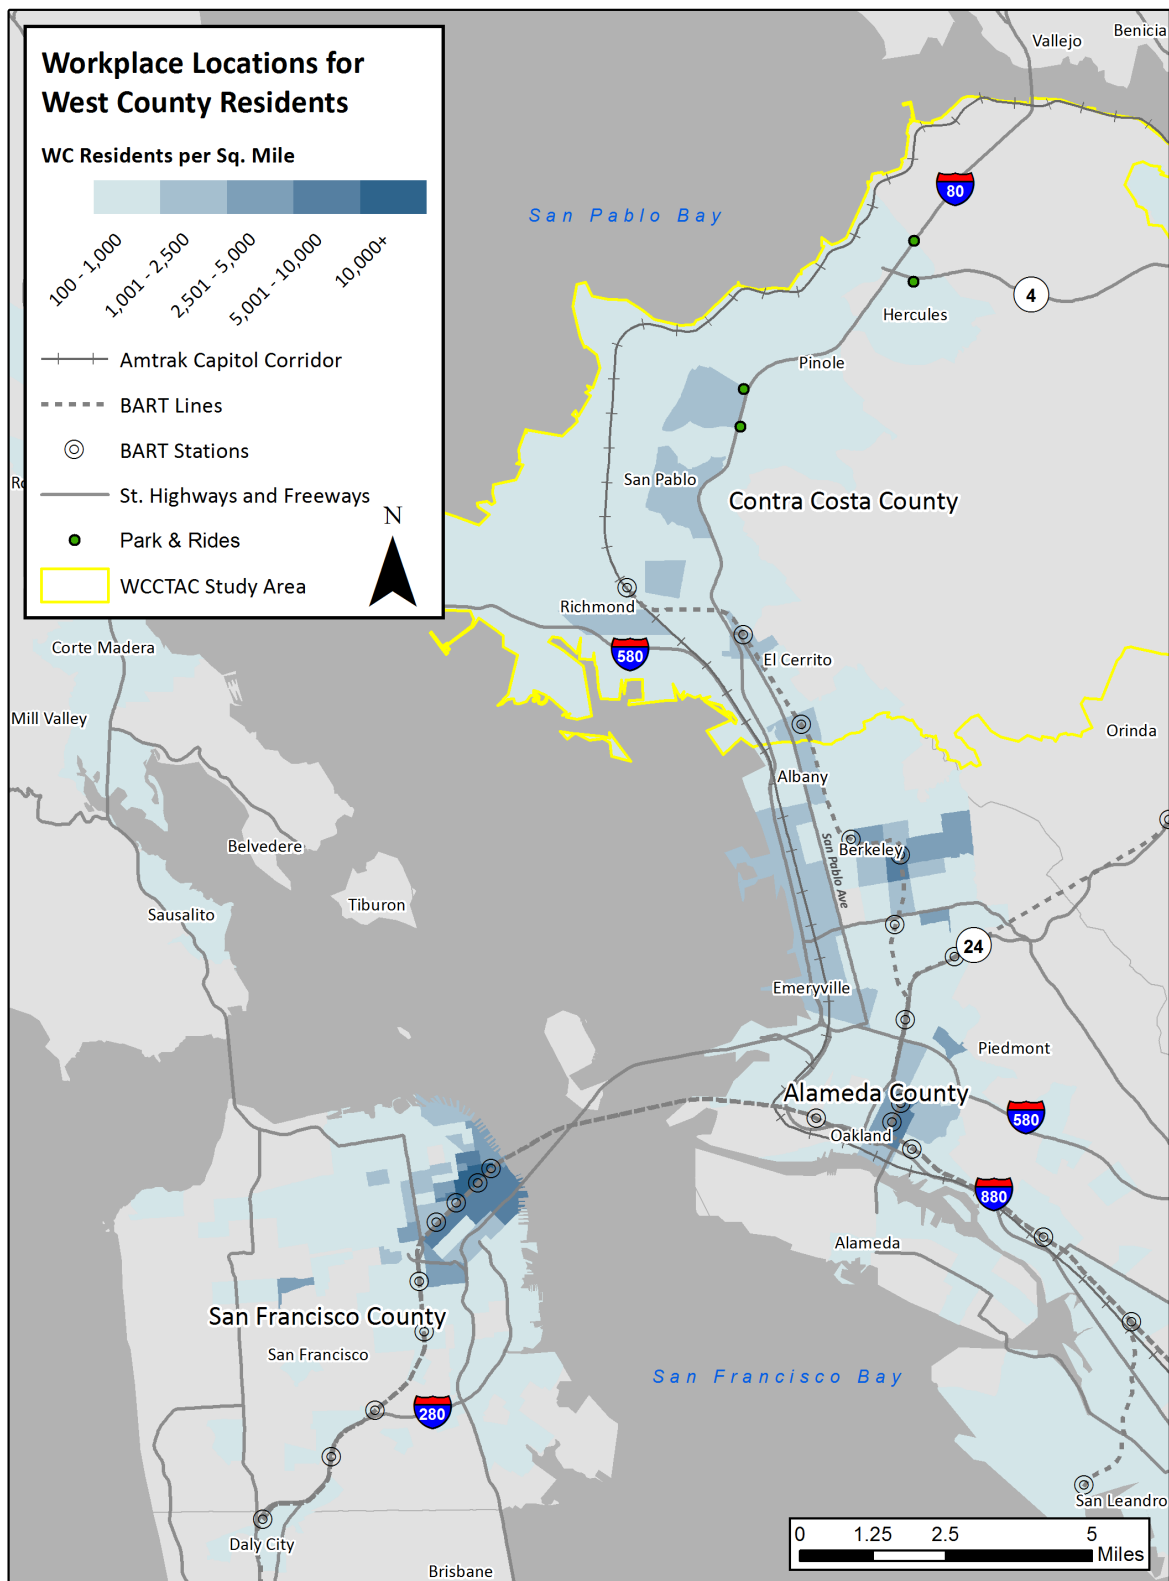 Workplace Locations for
West County Residents
WC Residents per Sq. Mile
100 - 1,000
1,001 - 2,500
2,501 - 5,000
5,001 - 10,000
10,000+
Amtrak Capitol Corridor
BART Lines
BART Stations
St. Highways and Freeways
Park & Rides
WCCTAC Study Area
N
Benicia
Vallejo
80
San Pablo Bay
4
Hercules
Pinole
San Pablo
Contra Costa County
Richmond
580
El Cerrito
Corte Madera
Mill Valley
Orinda
Albany
San Pablo Ave
Berkeley
Belvedere
Tiburon
Sausalito
24
Emeryville
Piedmont
Alameda County
580
Oakland
880
Alameda
San Francisco County
San Francisco
San Francisco Bay
280
San Leandro
Daly City
Brisbane
0 1.25 2.5 5
Miles